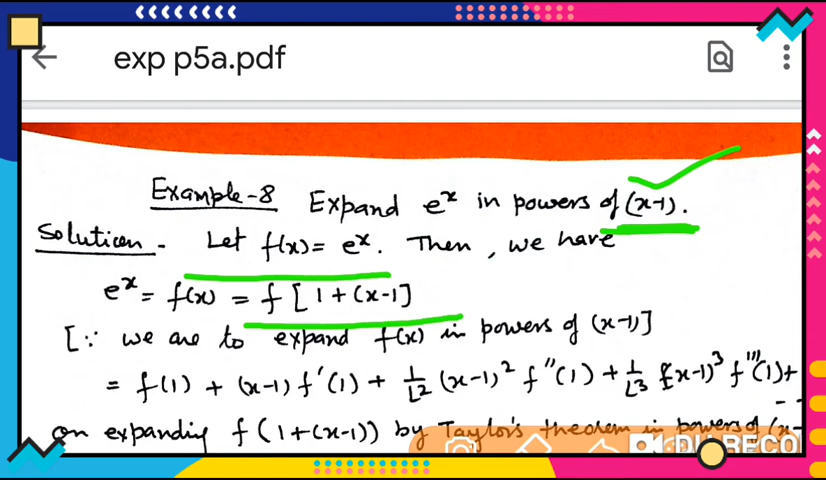 exp p5a.pdf
Example-8 Expand eˣ in powers of (x-1).
Solution - Let f(x) = eˣ. Then, we have
eˣ = f(x) = f [1+(x-1]
[∵ we are to expand f(x) in powers of (x-1)]
= f(1) + (x-1) f'(1) + 1/⌊2 (x-1)² f''(1) + 1/⌊3 (x-1)³ f'''(1) + --
on expanding f(1+(x-1)) by Taylor's theorem in powers of (x-
DU RECO